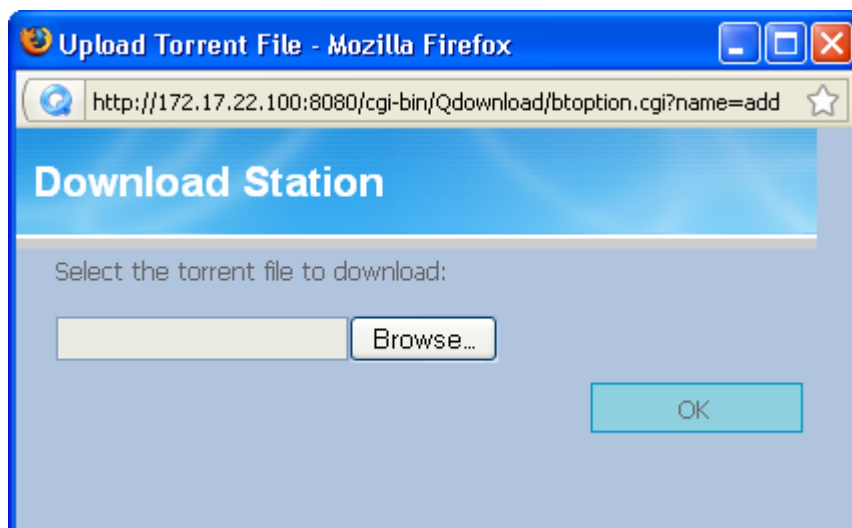 Upload Torrent File - Mozilla Firefox
http://172.17.22.100:8080/cgi-bin/Qdownload/btoption.cgi?name=add
Download Station
Select the torrent file to download:
Browse...
OK